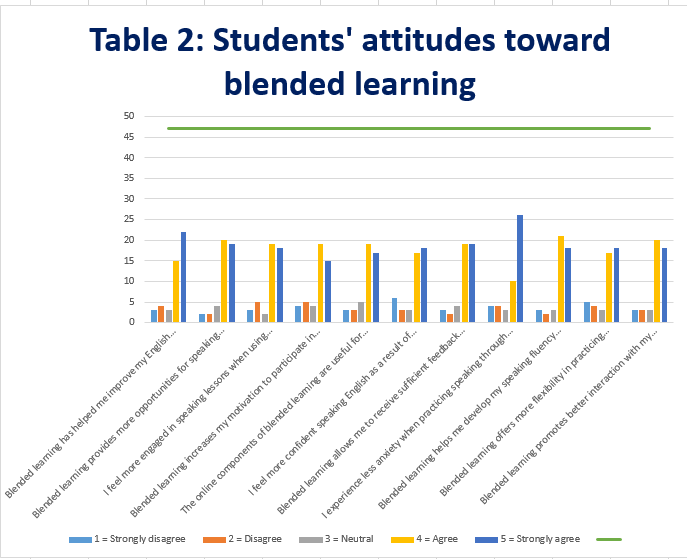 Table 2: Students' attitudes toward
blended learning
50
45
40
35
30
25
20
15
10
5
0
Blended learning has helped me improve my English...
Blended learning provides more opportunities for speaking...
I feel more engaged in speaking lessons when using...
Blended learning increases my motivation to participate in...
The online components of blended learning are useful for...
I feel more confident speaking English as a result of...
Blended learning allows me to receive sufficient feedback...
I experience less anxiety when practicing speaking through...
Blended learning helps me develop my speaking fluency...
Blended learning offers more flexibility in practicing...
Blended learning promotes better interaction with my...
1 = Strongly disagree 2 = Disagree 3 = Neutral 4 = Agree 5 = Strongly agree